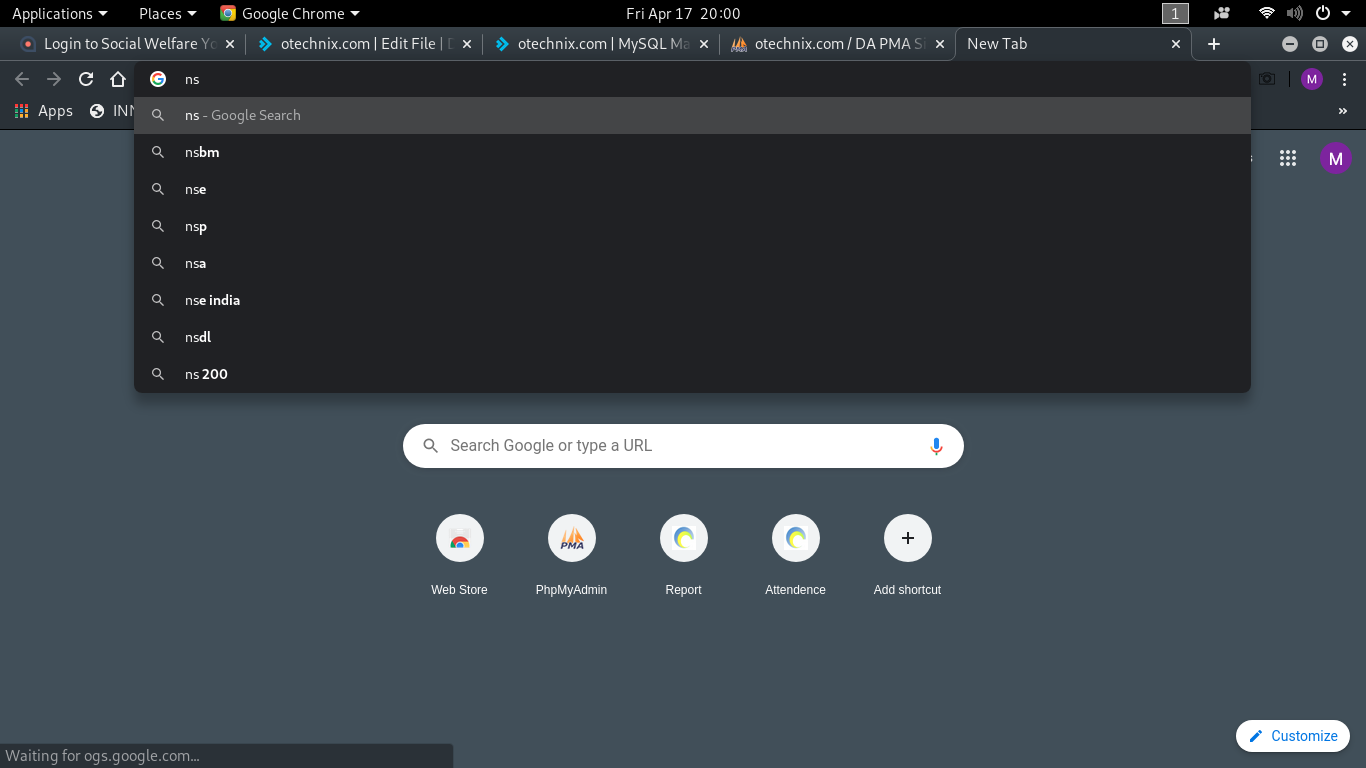 Applications Places Google Chrome Fri Apr 17 20:00 1
Login to Social Welfare Yo otechnix.com | Edit File | D otechnix.com | MySQL Ma otechnix.com / DA PMA Si New Tab
ns M
Apps INN »
ns - Google Search
nsbm
nse
nsp
nsa
nse india
nsdl
ns 200
s M
Search Google or type a URL
PMA
Web Store PhpMyAdmin Report Attendence Add shortcut
Customize
Waiting for ogs.google.com...